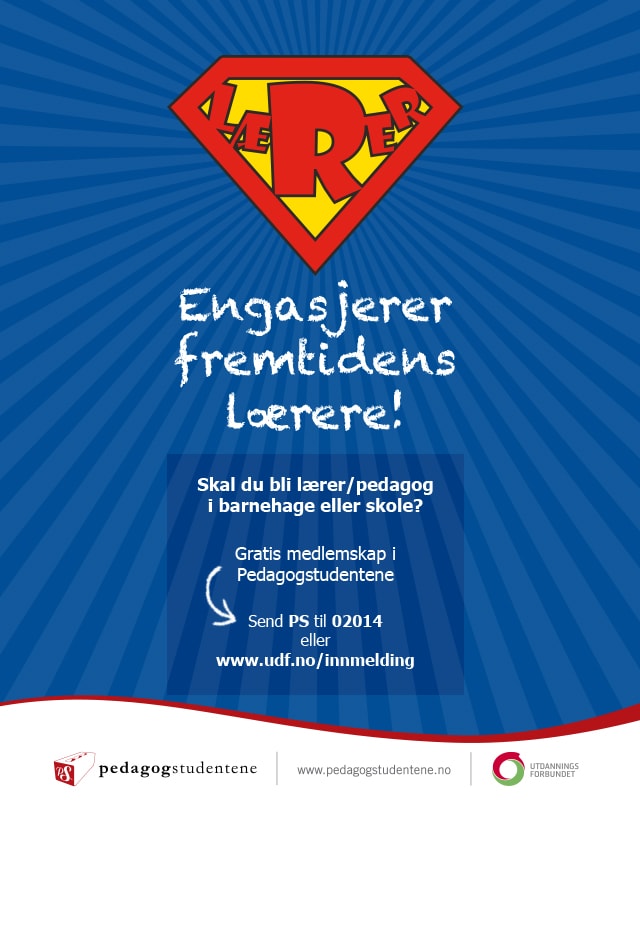 LÆRER
Engasjerer
fremtidens
lærere!
Skal du bli lærer/pedagog
i barnehage eller skole?
Gratis medlemskap i
Pedagogstudentene
Send PS til 02014
eller
www.udf.no/innmelding
PS
pedagogstudentene
www.pedagogstudentene.no
UTDANNINGS
FORBUNDET